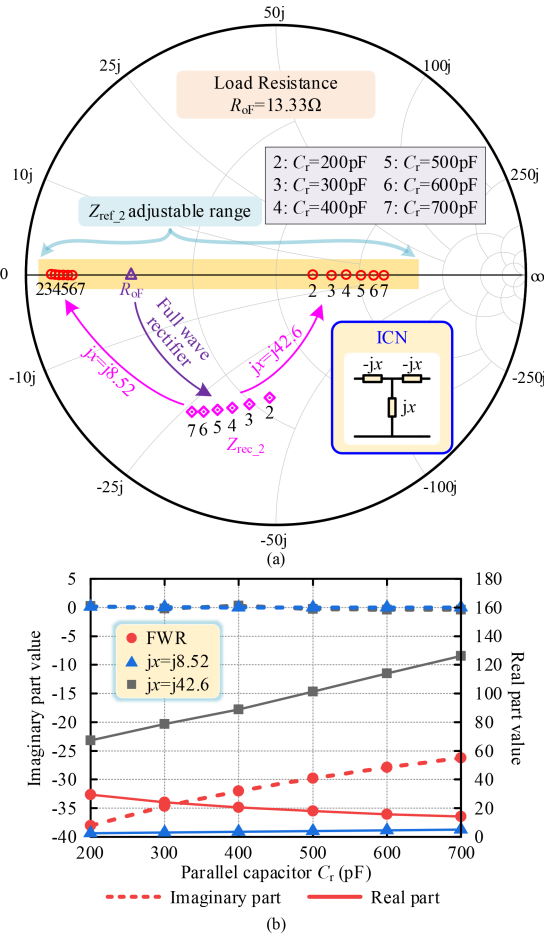 50j
25j
100j
Load Resistance
RoF=13.33Ω
2: Cr=200pF 5: Cr=500pF
3: Cr=300pF 6: Cr=600pF
4: Cr=400pF 7: Cr=700pF
10j
250j
Zref_2 adjustable range
0
∞
234567
RoF
2 3 4 5 6 7
Full wave
rectifier
jx=j8.52
jx=j42.6
ICN
-jx -jx
jx
-10j
-250j
7 6 5 4 3 2
Zrec_2
-25j
-100j
-50j
(a)
5 180
0 160
-5 140
-10 120
-15 100
-20 80
-25 60
-30 40
-35 20
-40 0
Imaginary part value
Real part value
FWR
jx=j8.52
jx=j42.6
200 300 400 500 600 700
Parallel capacitor Cr (pF)
Imaginary part Real part
(b)